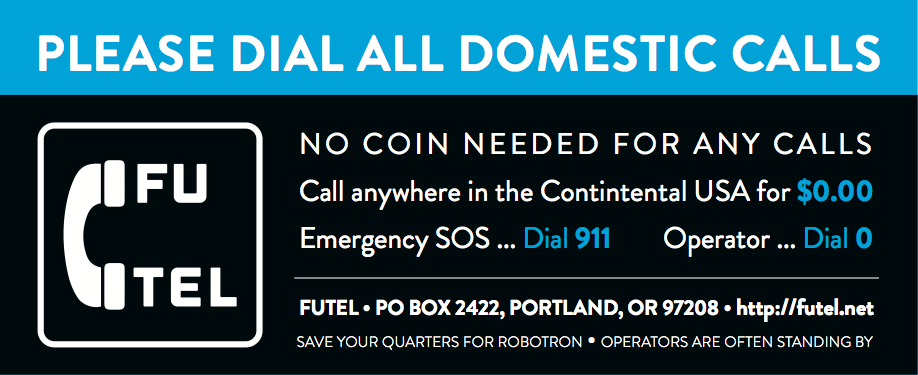 PLEASE DIAL ALL DOMESTIC CALLS
FU
TEL
NO COIN NEEDED FOR ANY CALLS
Call anywhere in the Contintental USA for $0.00
Emergency SOS ... Dial 911 Operator ... Dial 0
FUTEL • PO BOX 2422, PORTLAND, OR 97208 • http://futel.net
SAVE YOUR QUARTERS FOR ROBOTRON • OPERATORS ARE OFTEN STANDING BY